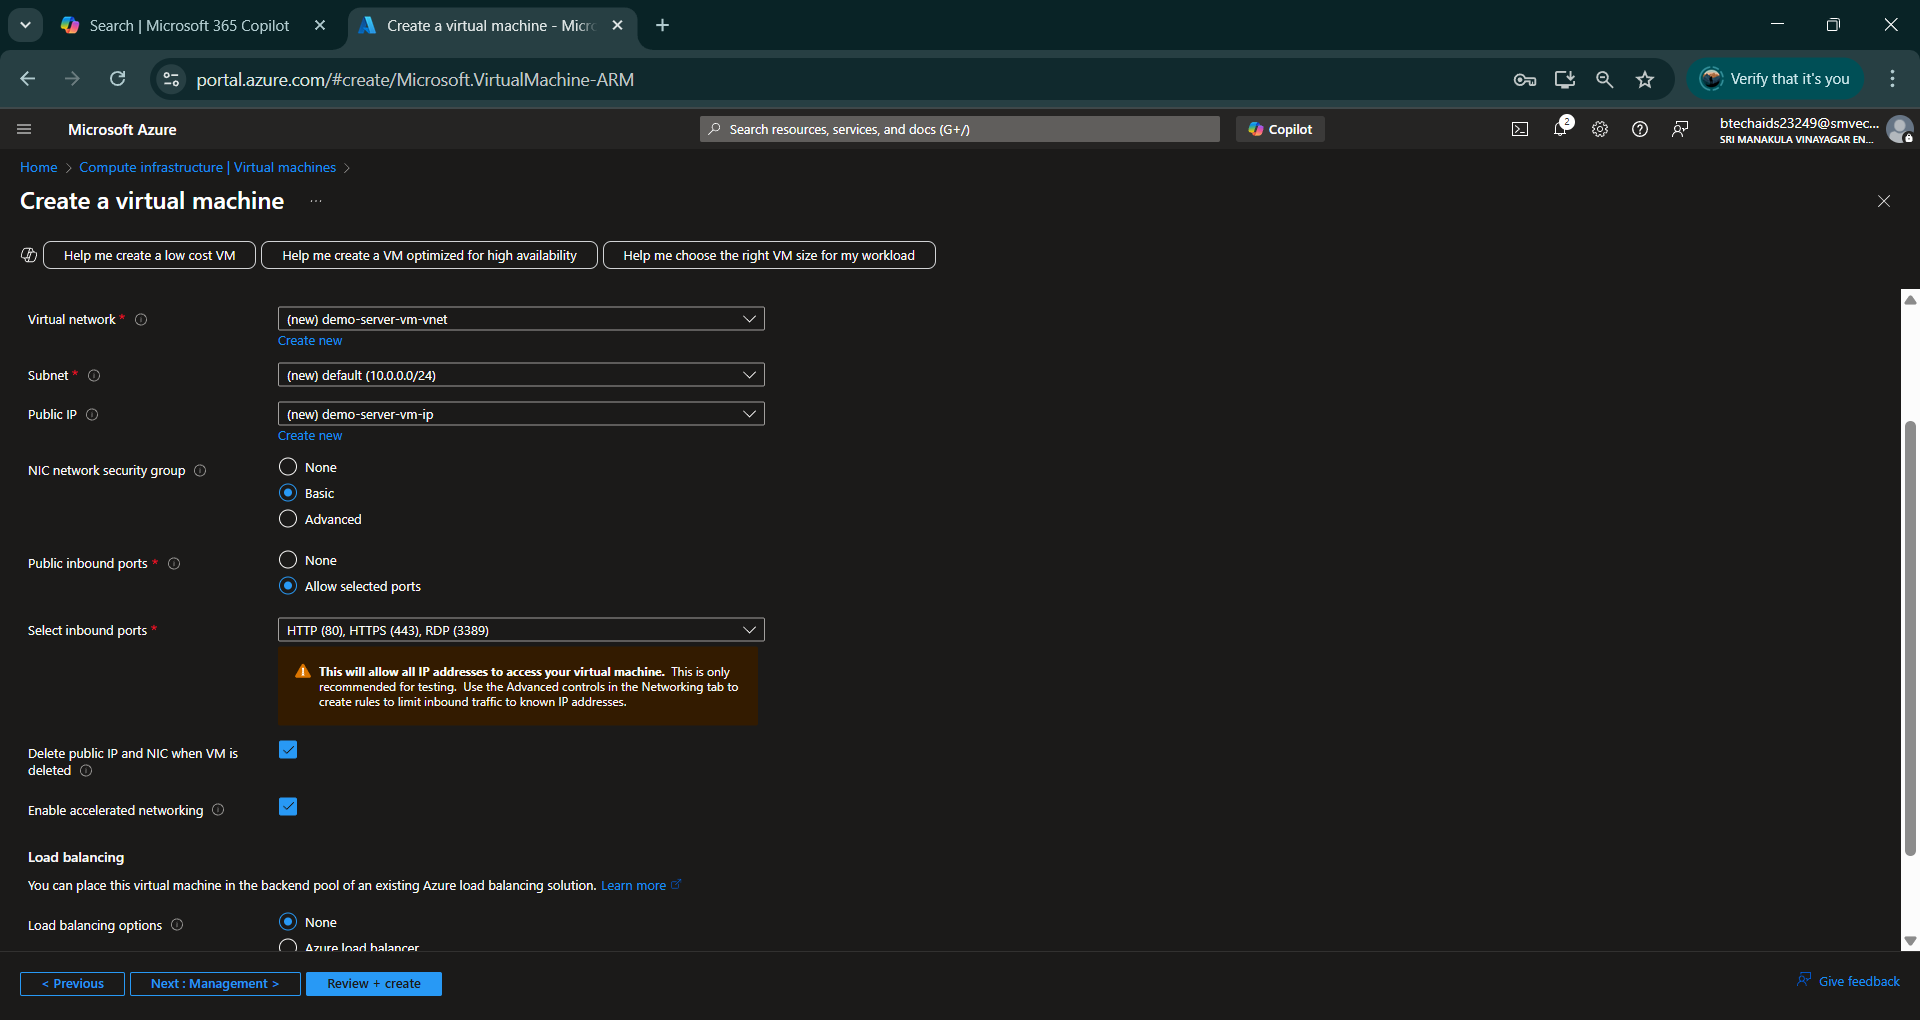 Search | Microsoft 365 Copilot
Create a virtual machine - Micro
portal.azure.com/#create/Microsoft.VirtualMachine-ARM
Verify that it's you
Microsoft Azure
Search resources, services, and docs (G+/)
Copilot
2
btechaids23249@smvec...
SRI MANAKULA VINAYAGAR EN...
Home > Compute infrastructure | Virtual machines >
Create a virtual machine ...
Help me create a low cost VM
Help me create a VM optimized for high availability
Help me choose the right VM size for my workload
Virtual network *
(new) demo-server-vm-vnet
Create new
Subnet *
(new) default (10.0.0.0/24)
Public IP
(new) demo-server-vm-ip
Create new
NIC network security group
None
Basic
Advanced
Public inbound ports *
None
Allow selected ports
Select inbound ports *
HTTP (80), HTTPS (443), RDP (3389)
This will allow all IP addresses to access your virtual machine. This is only
recommended for testing. Use the Advanced controls in the Networking tab to
create rules to limit inbound traffic to known IP addresses.
Delete public IP and NIC when VM is
deleted
Enable accelerated networking
Load balancing
You can place this virtual machine in the backend pool of an existing Azure load balancing solution. Learn more
Load balancing options
None
Azure load balancer
< Previous
Next : Management >
Review + create
Give feedback